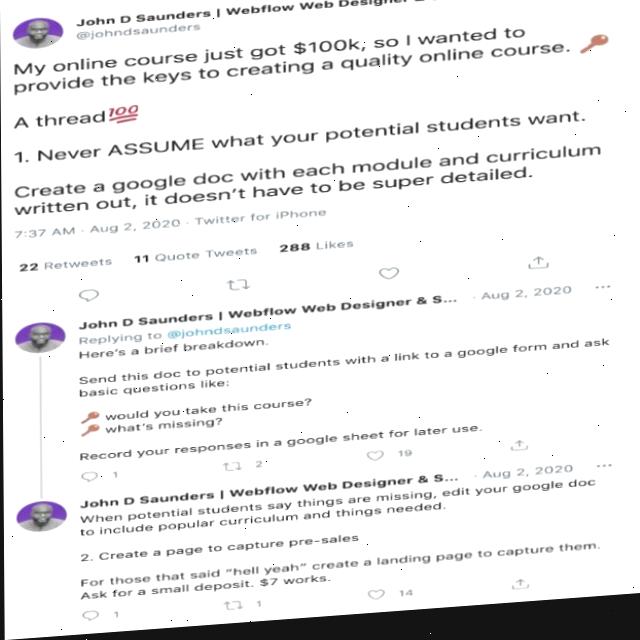 John D Saunders | Webflow Web Designer
@johndsaunders
My online course just got $100k, so I wanted to
provide the keys to creating a quality online course. 🔑
A thread💯
1. Never ASSUME what your potential students want.
Create a google doc with each module and curriculum
written out, it doesn't have to be super detailed.
7:37 AM · Aug 2, 2020 · Twitter for iPhone
22 Retweets 11 Quote Tweets 288 Likes
John D Saunders | Webflow Web Designer & S... · Aug 2, 2020 ···
Replying to @johndsaunders
Here's a brief breakdown.
Send this doc to potential students with a link to a google form and ask
basic questions like:
🔑 would you take this course?
🔑 what's missing?
Record your responses in a google sheet for later use.
1 2 19
John D Saunders | Webflow Web Designer & S... · Aug 2, 2020 ···
When potential students say things are missing, edit your google doc
to include popular curriculum and things needed.
2. Create a page to capture pre-sales
For those that said "hell yeah" create a landing page to capture them.
Ask for a small deposit. $7 works.
1 1 14